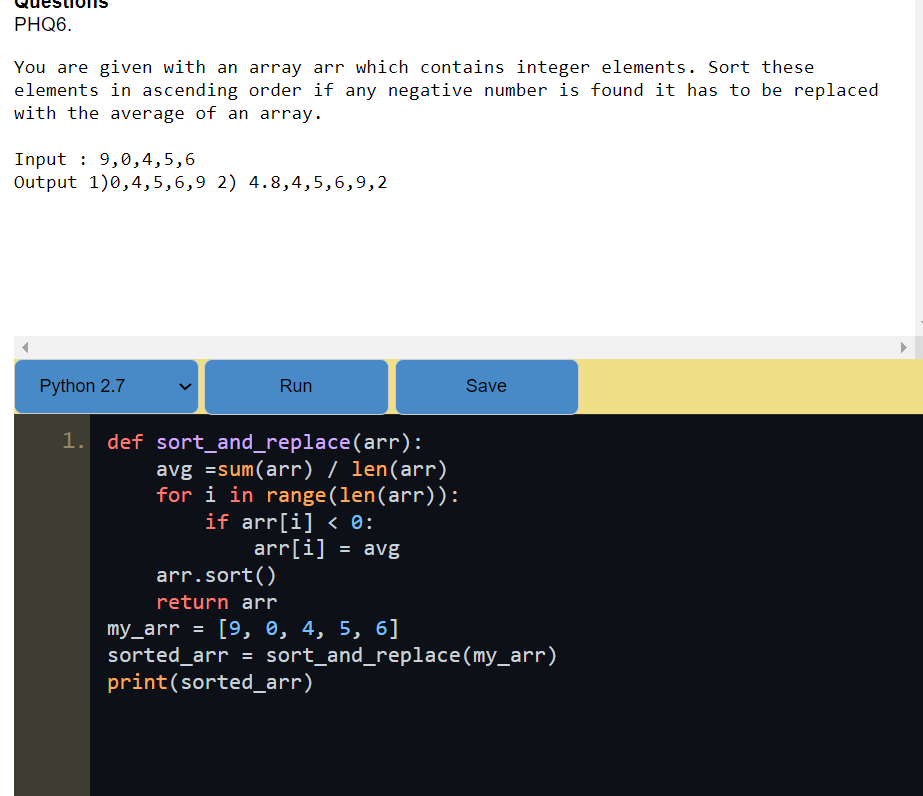 Questions
PHQ6.
You are given with an array arr which contains integer elements. Sort these
elements in ascending order if any negative number is found it has to be replaced
with the average of an array.
Input : 9,0,4,5,6
Output 1)0,4,5,6,9 2) 4.8,4,5,6,9,2
Python 2.7 Run Save
1. def sort_and_replace(arr):
avg =sum(arr) / len(arr)
for i in range(len(arr)):
if arr[i] < 0:
arr[i] = avg
arr.sort()
return arr
my_arr = [9, 0, 4, 5, 6]
sorted_arr = sort_and_replace(my_arr)
print(sorted_arr)